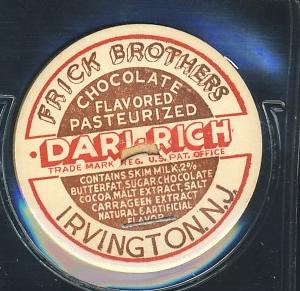 FRICK BROTHERS
CHOCOLATE
FLAVORED
PASTEURIZED
DARI-RICH
TRADE MARK REG. U.S. PAT. OFFICE
CONTAINS SKIM MILK, 2%
BUTTERFAT, SUGAR CHOCOLATE
COCOA MALT EXTRACT, SALT
CARRAGEEN EXTRACT
NATURAL & ARTIFICIAL
FLAVOR
IRVINGTON, N.J.